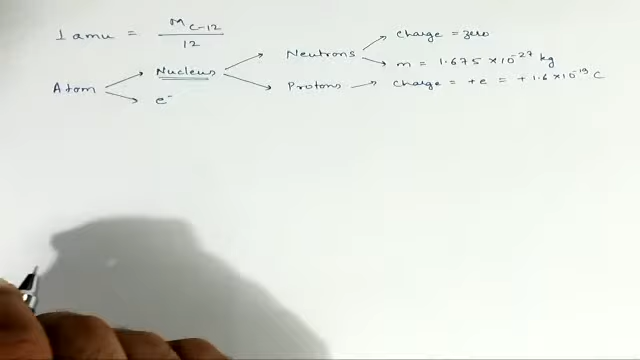 1 amu = M C-12 / 12
Charge = zero
Neutrons
Nucleus
m = 1.675 × 10⁻²⁷ kg
Atom
Protons → Charge = +e = +1.6 × 10⁻¹⁹ C
e⁻